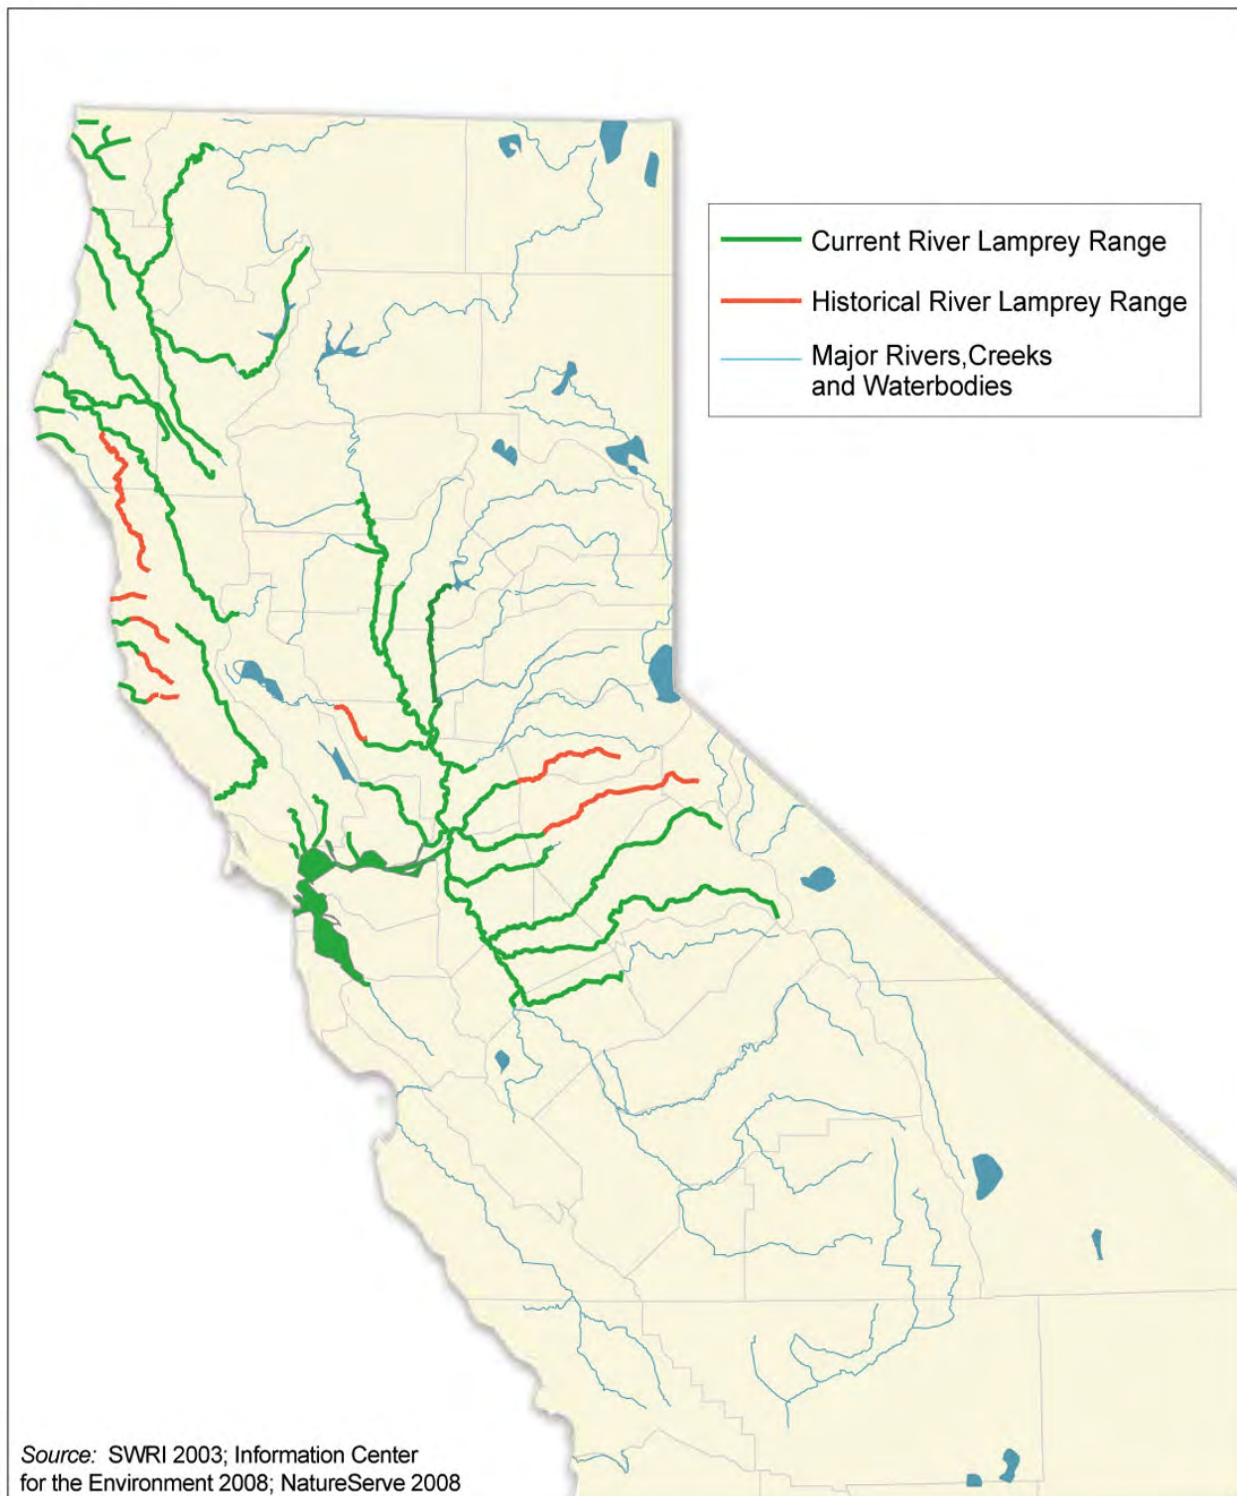 Current River Lamprey Range
Historical River Lamprey Range
Major Rivers,Creeks
and Waterbodies
Source: SWRI 2003; Information Center
for the Environment 2008; NatureServe 2008